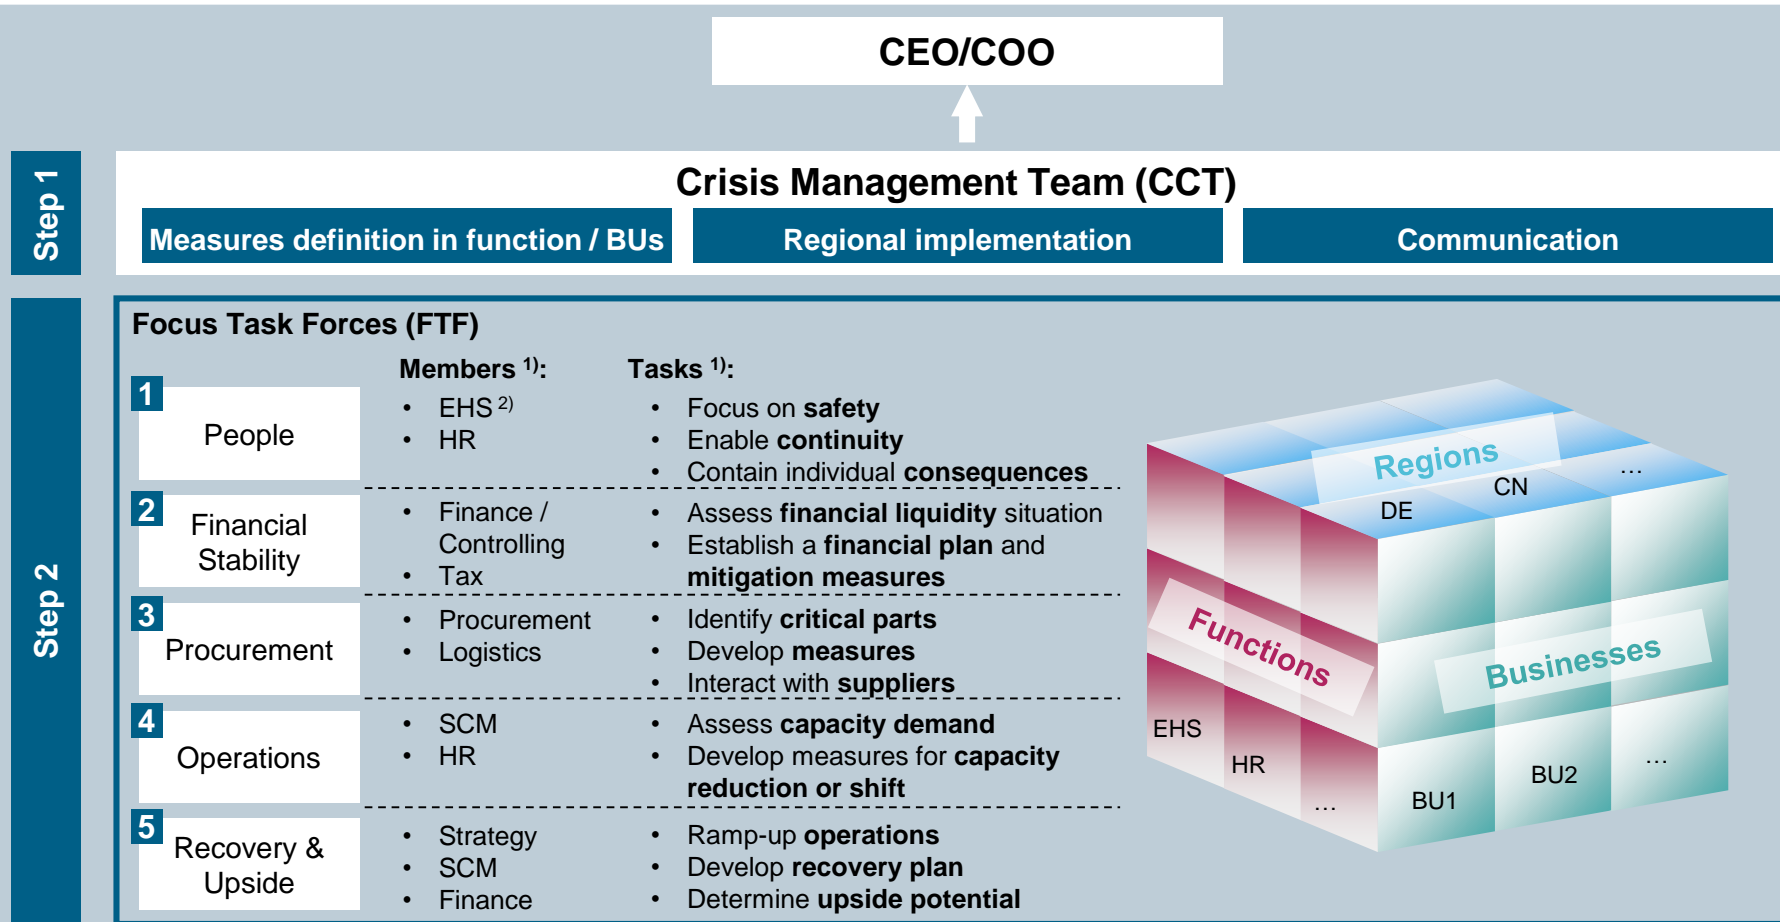 CEO/COO
Step 1
Crisis Management Team (CCT)
Measures definition in function / BUs
Regional implementation
Communication
Step 2
Focus Task Forces (FTF)
Members 1):
Tasks 1):
1
People
• EHS 2)
• HR
• Focus on safety
• Enable continuity
• Contain individual consequences
2
Financial
Stability
• Finance /
Controlling
• Tax
• Assess financial liquidity situation
• Establish a financial plan and
mitigation measures
3
Procurement
• Procurement
• Logistics
• Identify critical parts
• Develop measures
• Interact with suppliers
4
Operations
• SCM
• HR
• Assess capacity demand
• Develop measures for capacity
reduction or shift
5
Recovery &
Upside
• Strategy
• SCM
• Finance
• Ramp-up operations
• Develop recovery plan
• Determine upside potential
Regions
DE
CN
…
Functions
EHS
HR
…
Businesses
BU1
BU2
…